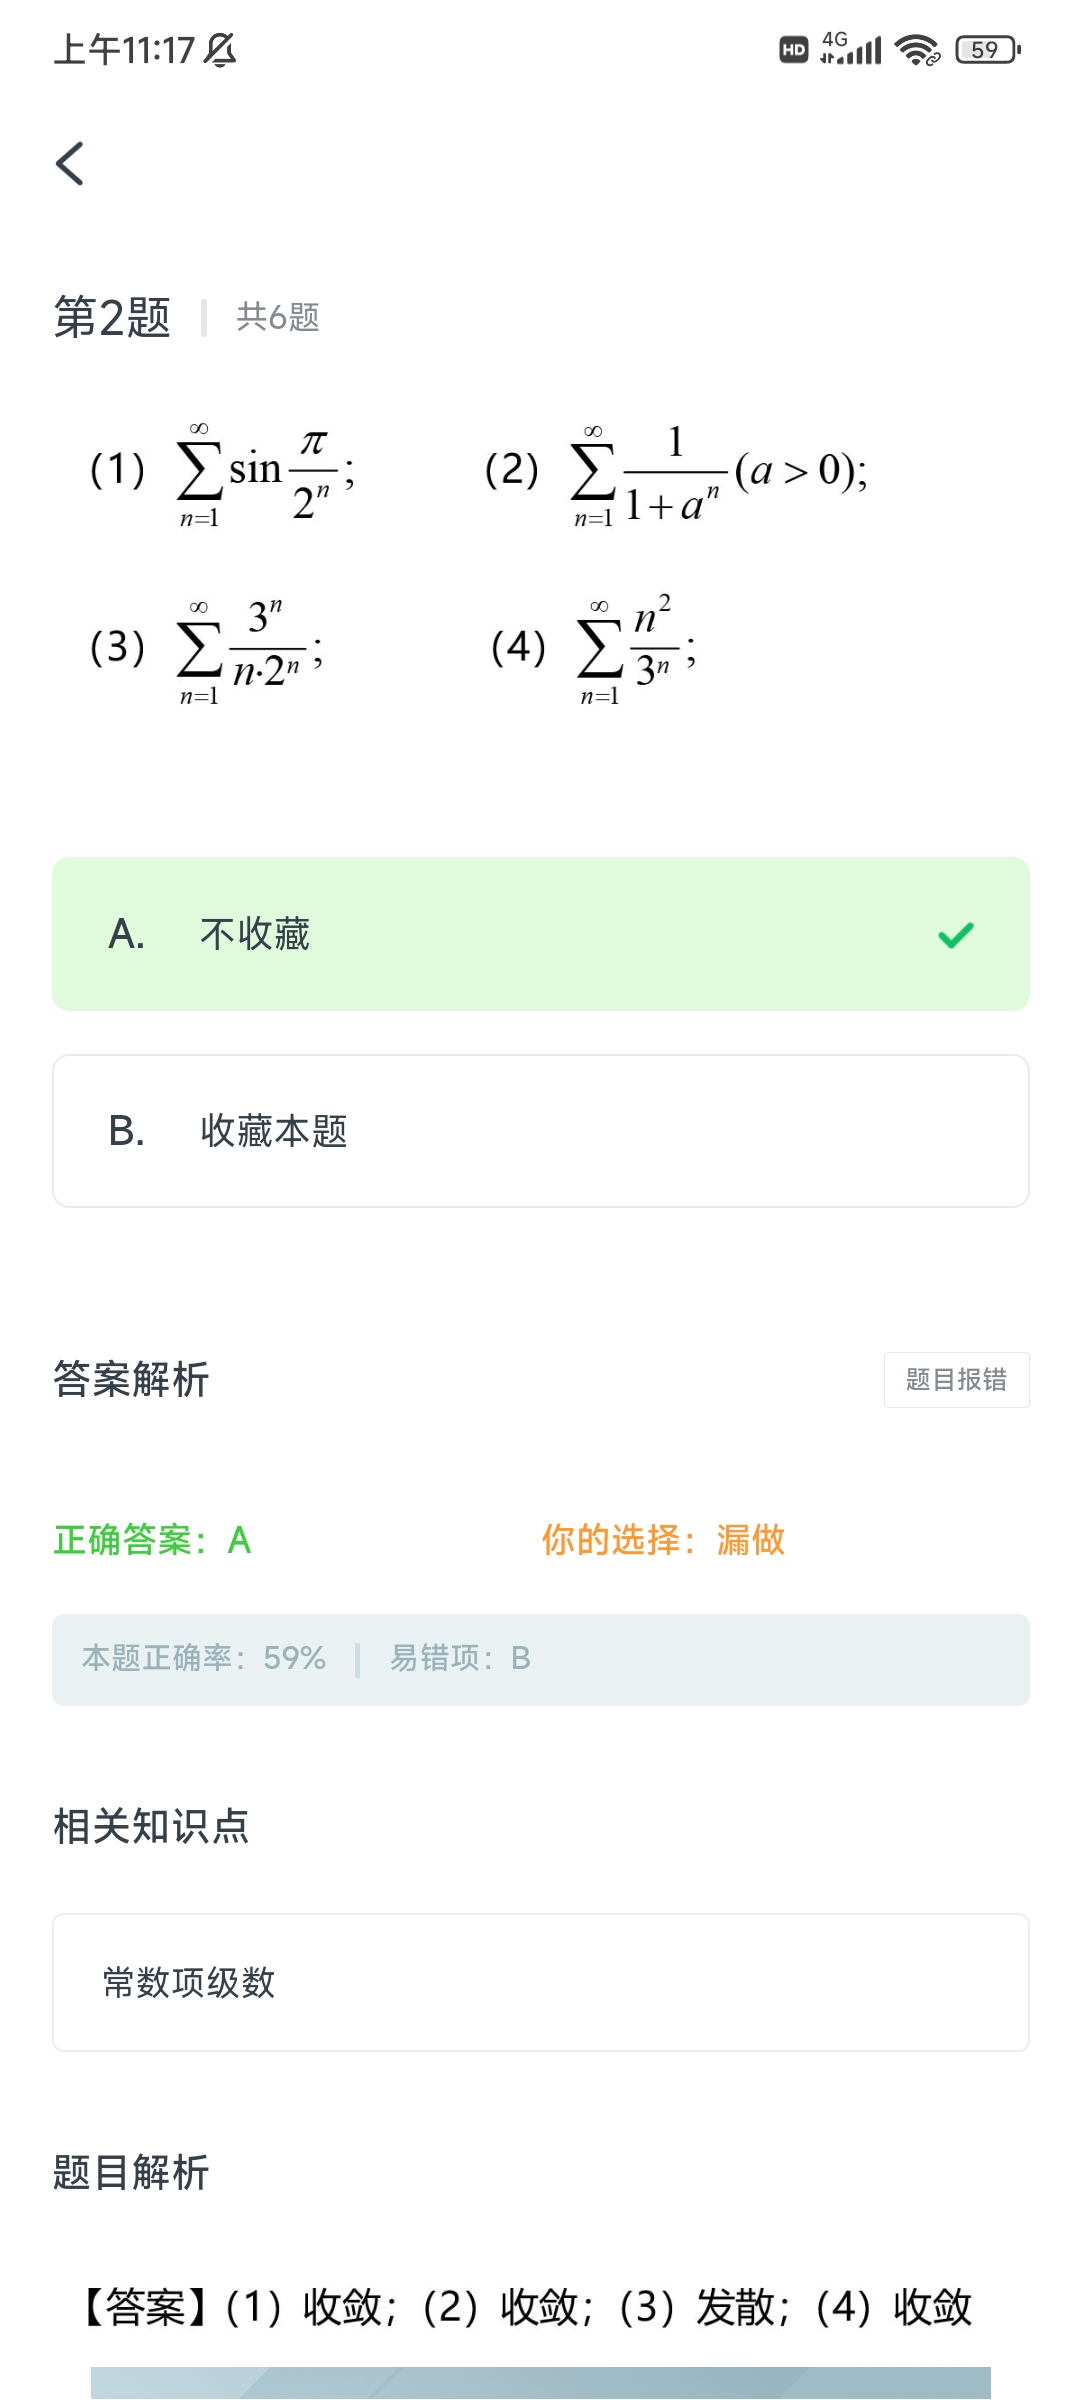 上午11:17 HD 4G 59
第2题 共6题
(1) \sum_{n=1}^{\infty} \sin\frac{\pi}{2^n}; (2) \sum_{n=1}^{\infty} \frac{1}{1+a^n} (a > 0);
(3) \sum_{n=1}^{\infty} \frac{3^n}{n·2^n}; (4) \sum_{n=1}^{\infty} \frac{n^2}{3^n};
A. 不收藏
B. 收藏本题
答案解析 题目报错
正确答案：A 你的选择：漏做
本题正确率：59% 易错项：B
相关知识点
常数项级数
题目解析
【答案】(1) 收敛；(2) 收敛；(3) 发散；(4) 收敛